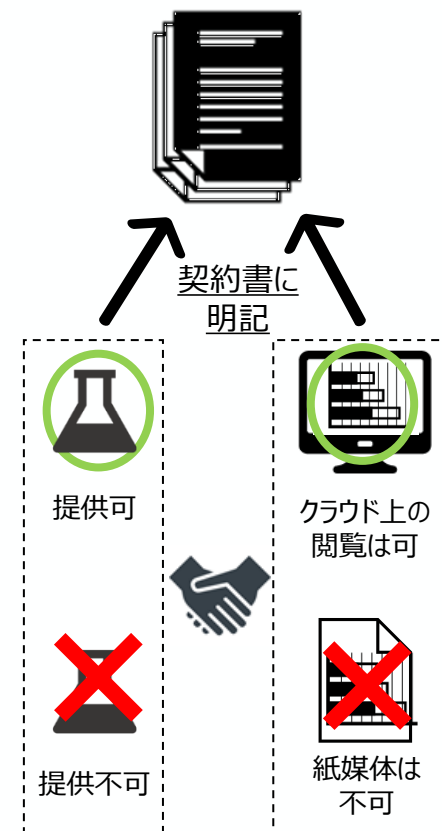 契約書に
明記
提供可
クラウド上の
閲覧は可
提供不可
紙媒体は
不可